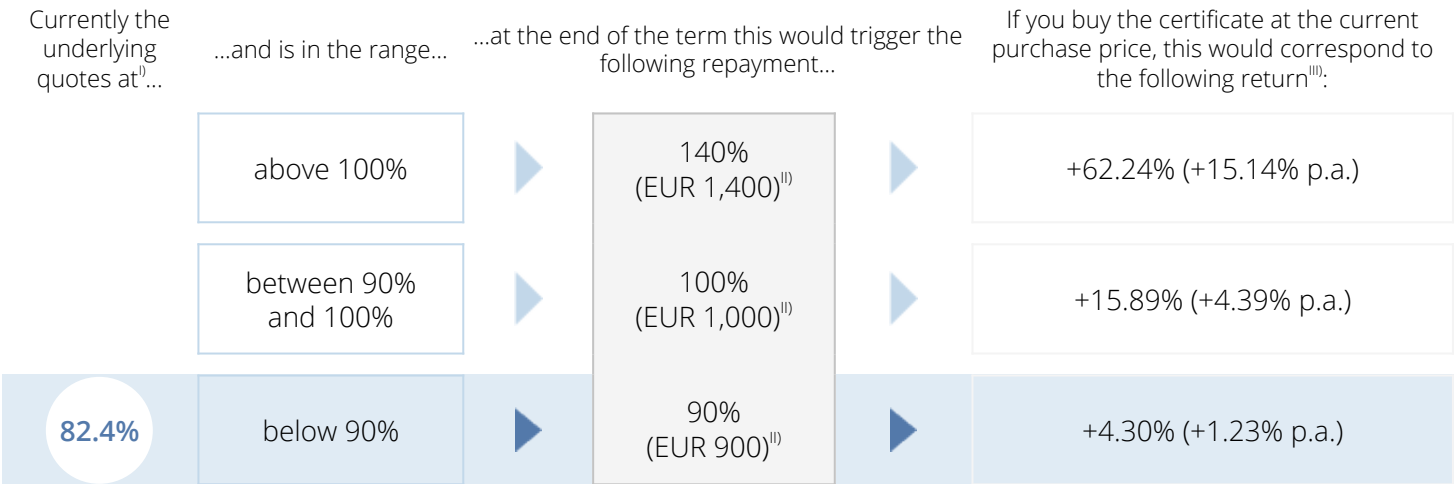 Currently the
underlying
quotes atI)...
...and is in the range...
...at the end of the term this would trigger the
following repayment...
If you buy the certificate at the current
purchase price, this would correspond to
the following returnIII):
above 100%
140%
(EUR 1,400)II)
+62.24% (+15.14% p.a.)
between 90%
and 100%
100%
(EUR 1,000)II)
+15.89% (+4.39% p.a.)
82.4%
below 90%
90%
(EUR 900)II)
+4.30% (+1.23% p.a.)